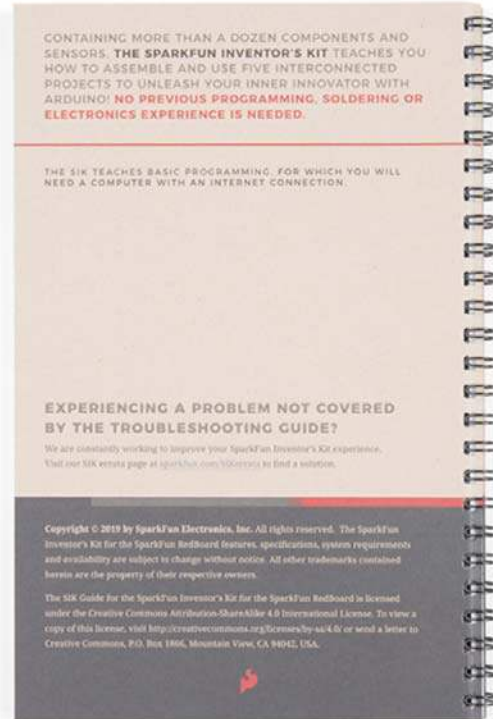 CONTAINING MORE THAN A DOZEN COMPONENTS AND
SENSORS, THE SPARKFUN INVENTOR'S KIT TEACHES YOU
HOW TO ASSEMBLE AND USE FIVE INTERCONNECTED
PROJECTS TO UNLEASH YOUR INNER INNOVATOR WITH
ARDUINO! NO PREVIOUS PROGRAMMING, SOLDERING OR
ELECTRONICS EXPERIENCE IS NEEDED.
THE SIK TEACHES BASIC PROGRAMMING, FOR WHICH YOU WILL
NEED A COMPUTER WITH AN INTERNET CONNECTION.
EXPERIENCING A PROBLEM NOT COVERED
BY THE TROUBLESHOOTING GUIDE?
We are constantly working to improve your SparkFun Inventor's Kit experience.
Visit our SIK errata page at sparkfun.com/SIKerrata to find a solution.
Copyright © 2019 by SparkFun Electronics, Inc. All rights reserved. The SparkFun
Inventor's Kit for the SparkFun RedBoard features, specifications, system requirements
and availability are subject to change without notice. All other trademarks contained
herein are the property of their respective owners.
The SIK Guide for the SparkFun Inventor's Kit for the SparkFun RedBoard is licensed
under the Creative Commons Attribution-ShareAlike 4.0 International License. To view a
copy of this license, visit http://creativecommons.org/licenses/by-sa/4.0/ or send a letter to
Creative Commons, P.O. Box 1866, Mountain View, CA 94042, USA.